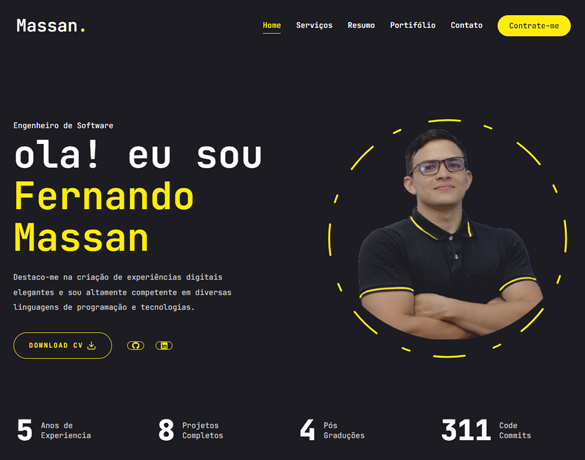 Massan.
Home Serviços Resumo Portifólio Contato Contrate-me
Engenheiro de Software
ola! eu sou
Fernando
Massan
Destaco-me na criação de experiências digitais
elegantes e sou altamente competente em diversas
linguagens de programação e tecnologias.
DOWNLOAD CV
5 Anos de
Experiencia
8 Projetos
Completos
4 Pós
Graduções
311 Code
Commits